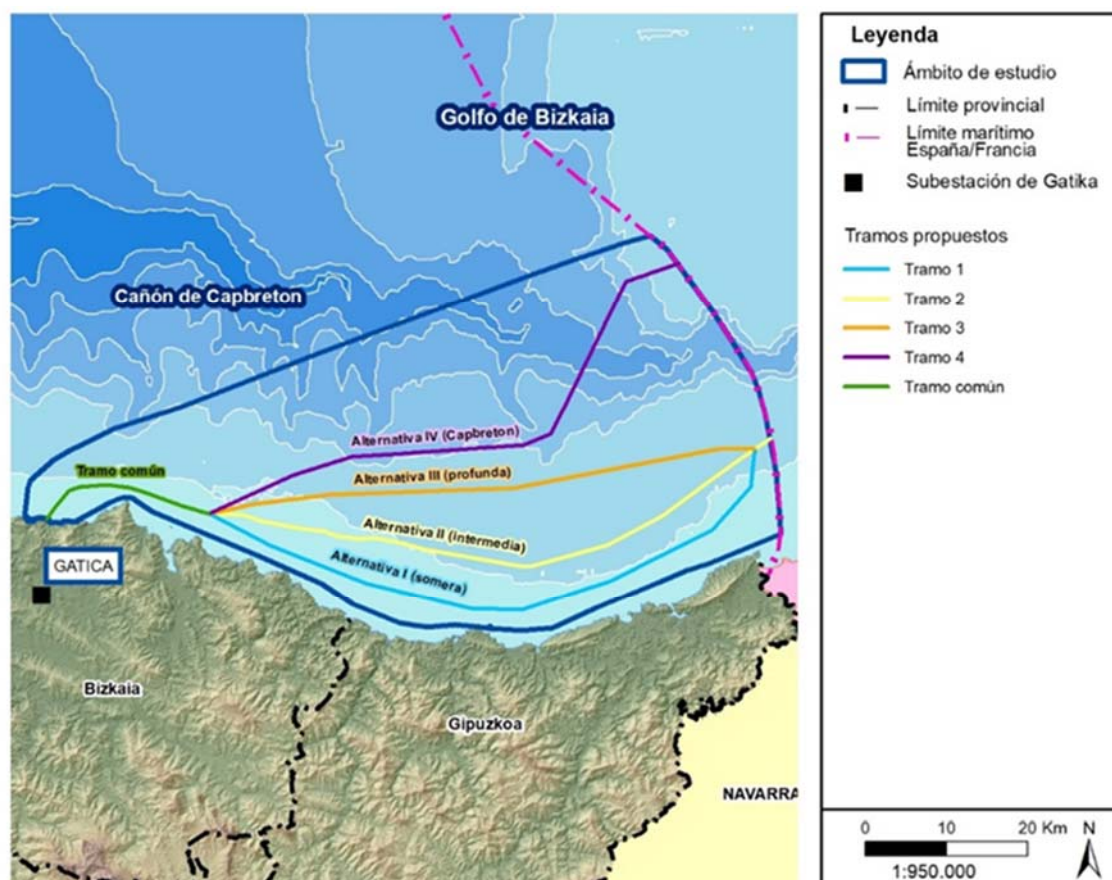 Golfo de Bizkaia
Cañón de Capbreton
Alternativa IV (Capbreton)
Tramo común
Alternativa III (profunda)
Alternativa II (intermedia)
Alternativa I (somera)
GATICA
Bizkaia
Gipuzkoa
NAVARRA
Leyenda
Ámbito de estudio
Límite provincial
Límite marítimo
España/Francia
Subestación de Gatika
Tramos propuestos
Tramo 1
Tramo 2
Tramo 3
Tramo 4
Tramo común
0 10 20 Km
N
1:950.000